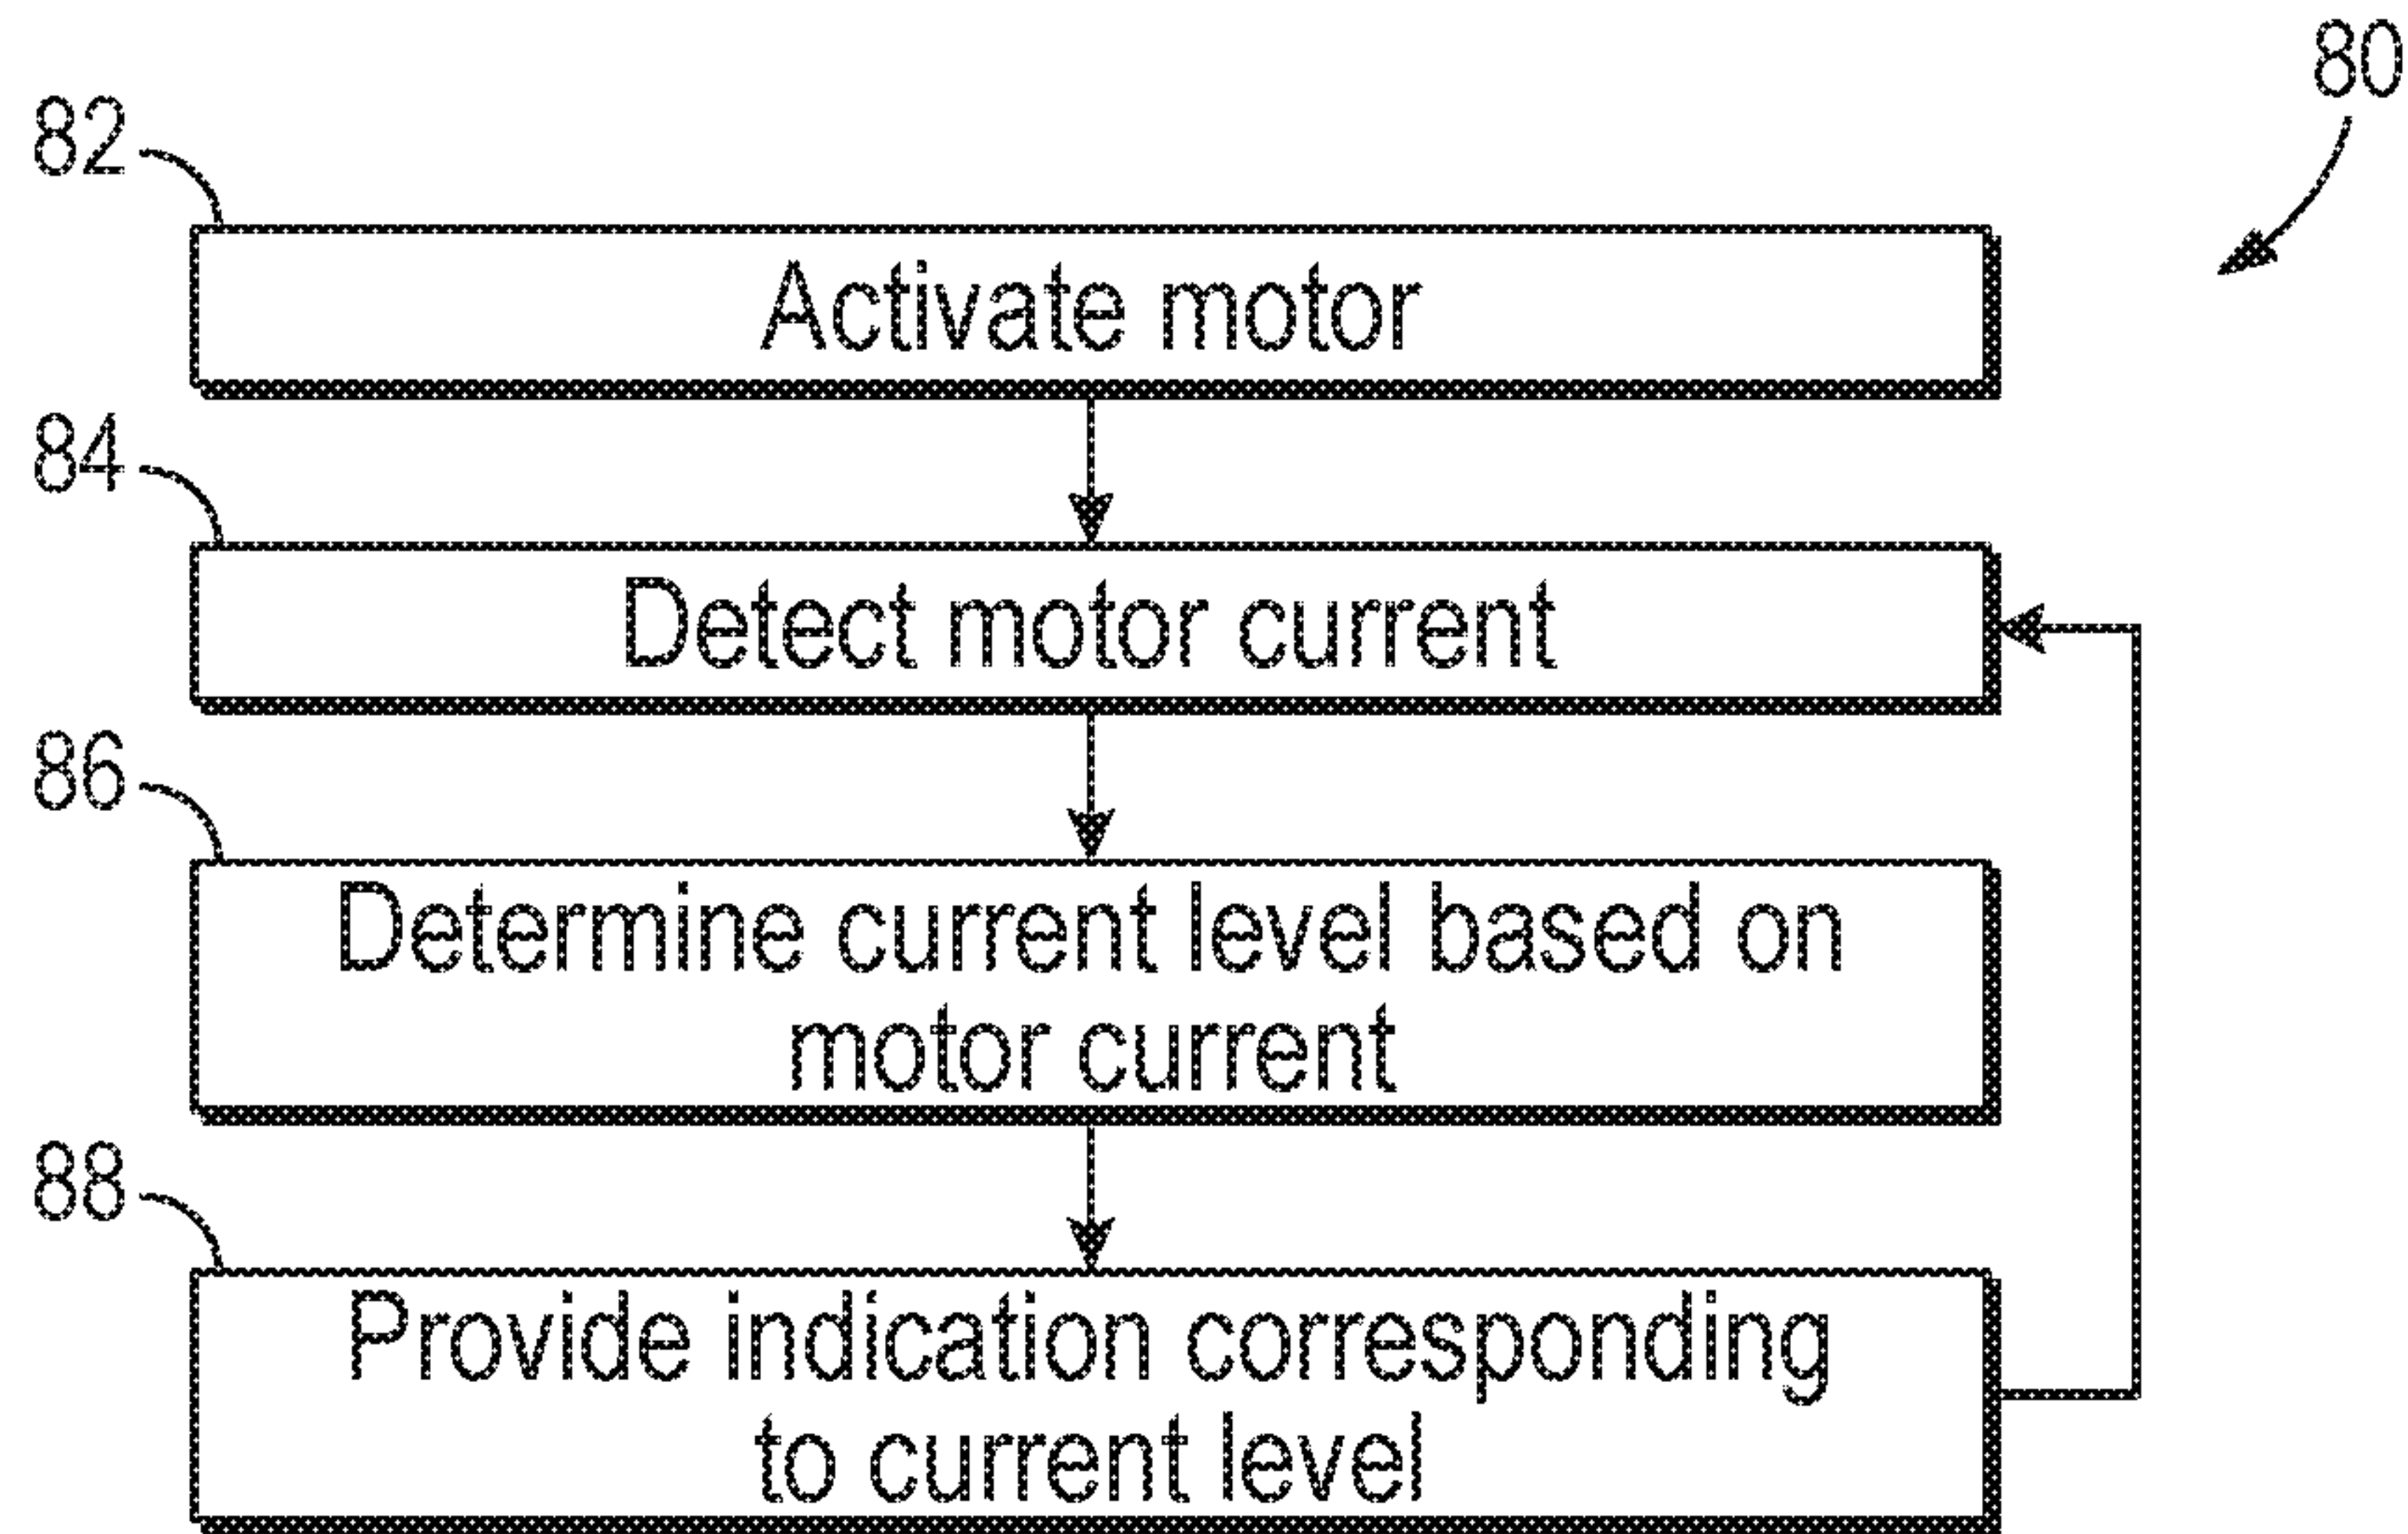 80
82
Activate motor
84
Detect motor current
86
Determine current level based on
motor current
88
Provide indication corresponding
to current level